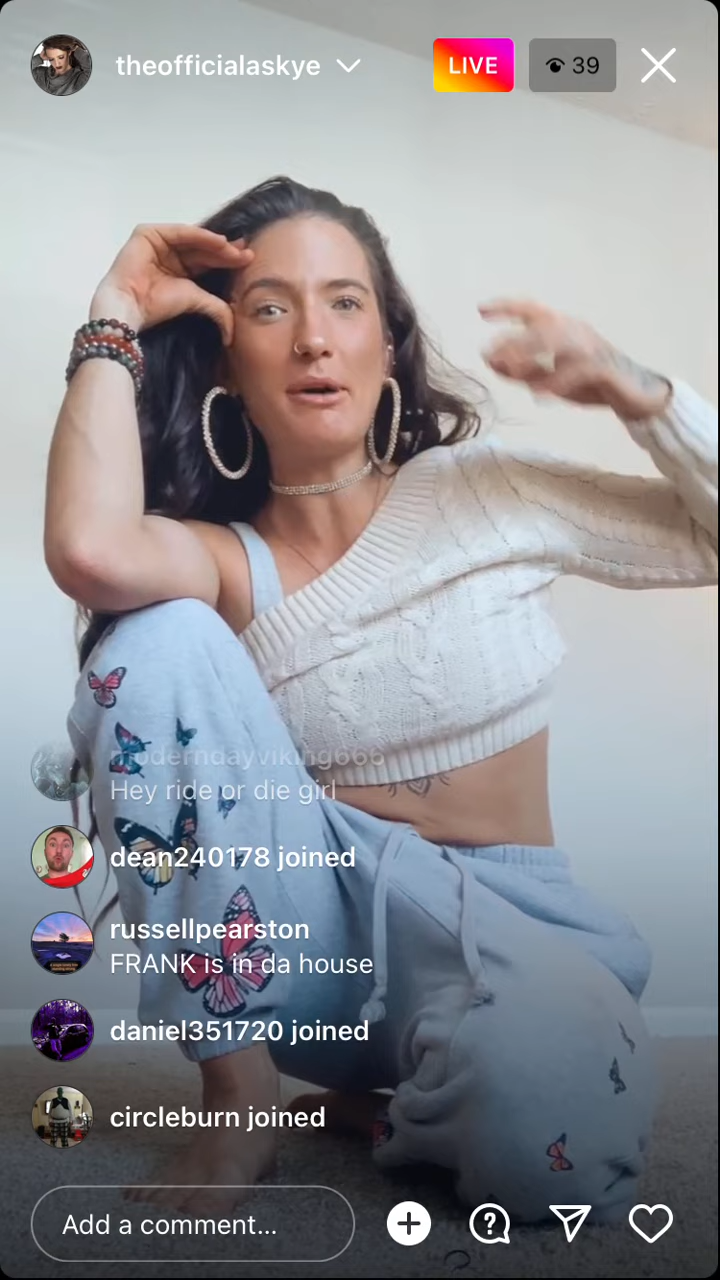 theofficialaskye
LIVE
39
moderndayviking666
Hey ride or die girl
dean240178 joined
russellpearston
FRANK is in da house
daniel351720 joined
circleburn joined
Add a comment...